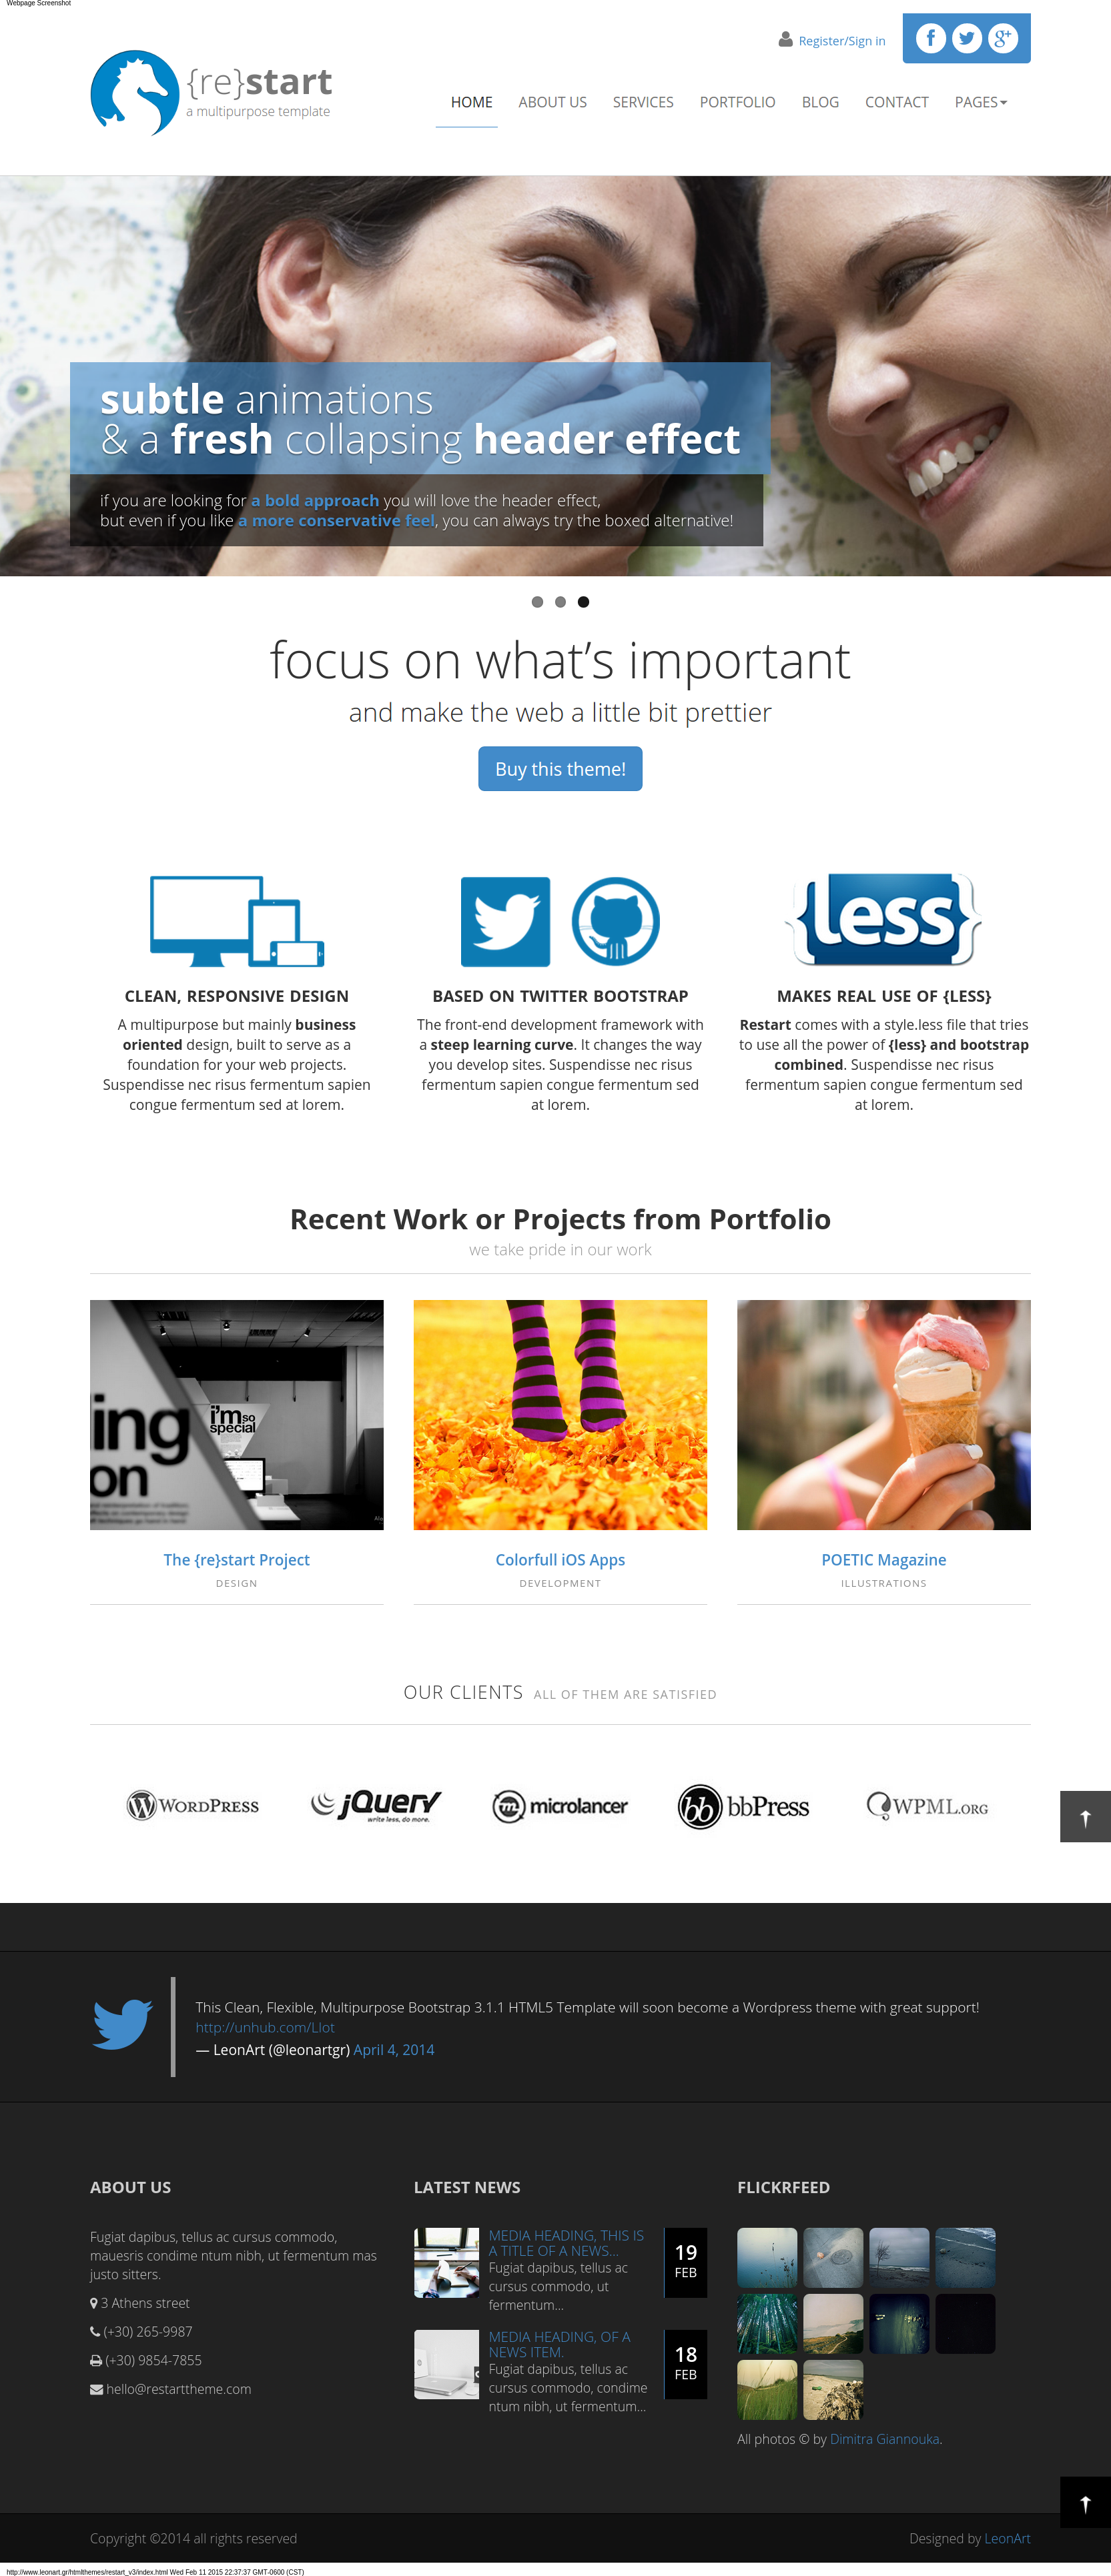 Webpage Screenshot
Register/Sign in
{re}start
a multipurpose template
HOME ABOUT US SERVICES PORTFOLIO BLOG CONTACT PAGES
subtle animations
& a fresh collapsing header effect
if you are looking for a bold approach you will love the header effect,
but even if you like a more conservative feel, you can always try the boxed alternative!
focus on what's important
and make the web a little bit prettier
Buy this theme!
{less}
CLEAN, RESPONSIVE DESIGN
A multipurpose but mainly business
oriented design, built to serve as a
foundation for your web projects.
Suspendisse nec risus fermentum sapien
congue fermentum sed at lorem.
BASED ON TWITTER BOOTSTRAP
The front-end development framework with
a steep learning curve. It changes the way
you develop sites. Suspendisse nec risus
fermentum sapien congue fermentum sed
at lorem.
MAKES REAL USE OF {LESS}
Restart comes with a style.less file that tries
to use all the power of {less} and bootstrap
combined. Suspendisse nec risus
fermentum sapien congue fermentum sed
at lorem.
Recent Work or Projects from Portfolio
we take pride in our work
ing
on
i'm so
special
The {re}start Project
DESIGN
Colorfull iOS Apps
DEVELOPMENT
POETIC Magazine
ILLUSTRATIONS
OUR CLIENTS ALL OF THEM ARE SATISFIED
WORDPRESS
jQuery
write less, do more.
microlancer
bb bbPress
WPML.ORG
This Clean, Flexible, Multipurpose Bootstrap 3.1.1 HTML5 Template will soon become a Wordpress theme with great support!
http://unhub.com/LIot
— LeonArt (@leonartgr) April 4, 2014
ABOUT US
Fugiat dapibus, tellus ac cursus commodo,
mauesris condime ntum nibh, ut fermentum mas
justo sitters.
3 Athens street
(+30) 265-9987
(+30) 9854-7855
hello@restarttheme.com
LATEST NEWS
MEDIA HEADING, THIS IS
A TITLE OF A NEWS...
Fugiat dapibus, tellus ac
cursus commodo, ut
fermentum...
19
FEB
MEDIA HEADING, OF A
NEWS ITEM.
Fugiat dapibus, tellus ac
cursus commodo, condime
ntum nibh, ut fermentum...
18
FEB
FLICKRFEED
All photos © by Dimitra Giannouka.
Copyright ©2014 all rights reserved
Designed by LeonArt
http://www.leonart.gr/htmlthemes/restart_v3/index.html Wed Feb 11 2015 22:37:37 GMT-0600 (CST)